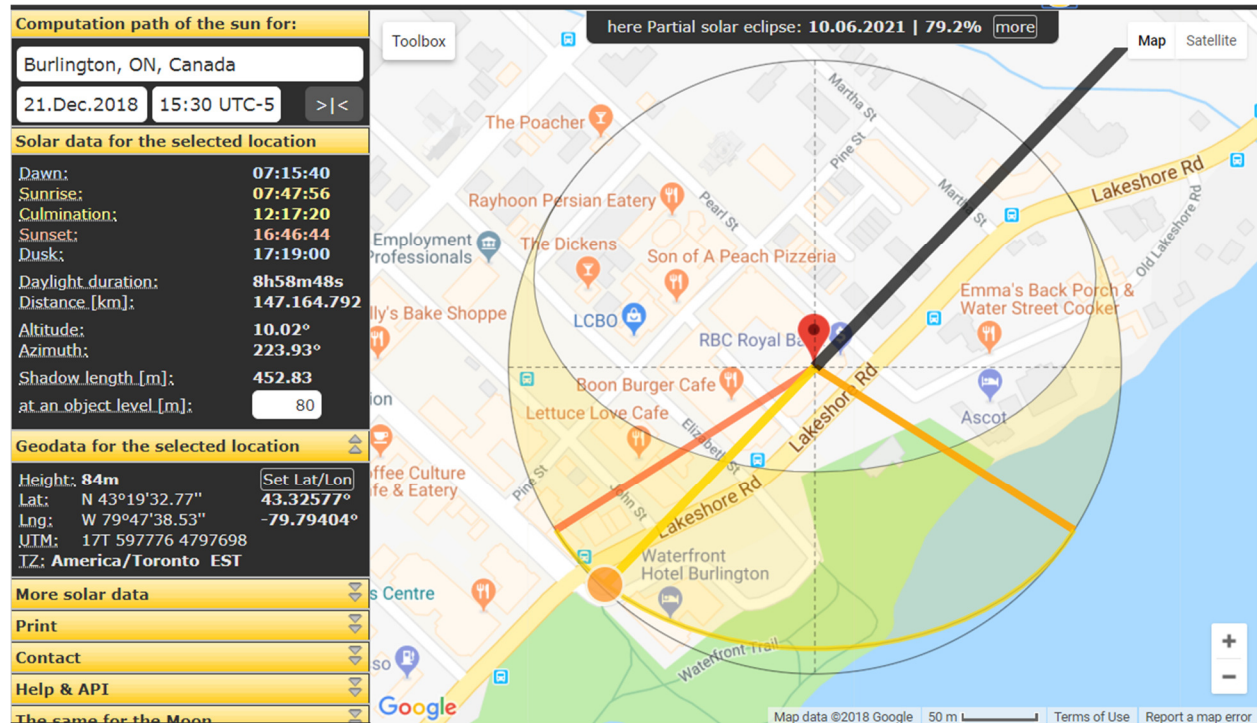 Computation path of the sun for:
Burlington, ON, Canada
21.Dec.2018 15:30 UTC-5 >|<
Solar data for the selected location
Dawn: 07:15:40
Sunrise: 07:47:56
Culmination: 12:17:20
Sunset: 16:46:44
Dusk: 17:19:00
Daylight duration: 8h58m48s
Distance [km]: 147.164.792
Altitude: 10.02°
Azimuth: 223.93°
Shadow length [m]: 452.83
at an object level [m]: 80
Geodata for the selected location
Height: 84m Set Lat/Lon
Lat: N 43°19'32.77'' 43.32577°
Lng: W 79°47'38.53'' -79.79404°
UTM: 17T 597776 4797698
TZ: America/Toronto EST
More solar data
Print
Contact
Help & API
The same for the Moon
Toolbox
here Partial solar eclipse: 10.06.2021 | 79.2% more
Map Satellite
Martha St
The Poacher
Pine St
Lakeshore Rd
Martha St
Rayhoon Persian Eatery
Pearl St
Old Lakeshore Rd
Employment
Professionals
The Dickens
Son of A Peach Pizzeria
Emma's Back Porch &
Water Street Cooker
lly's Bake Shoppe
LCBO
RBC Royal Ba
Boon Burger Cafe
Lakeshore Rd
Ascot
on
Lettuce Love Cafe
Elizabeth St
ffee Culture
afe & Eatery
Pine St
John St
Lakeshore Rd
Waterfront
Hotel Burlington
s Centre
Waterfront Trail
so
+
−
Google
Map data ©2018 Google 50 m Terms of Use Report a map error